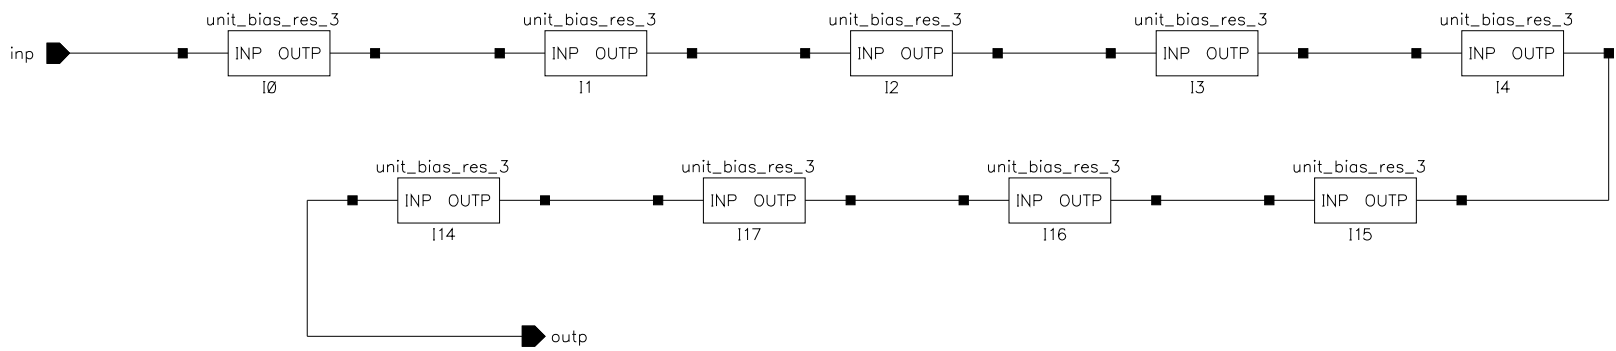 unit_bias_res_3 unit_bias_res_3 unit_bias_res_3 unit_bias_res_3 unit_bias_res_3
inp INP OUTP INP OUTP INP OUTP INP OUTP INP OUTP
I0 I1 I2 I3 I4
unit_bias_res_3 unit_bias_res_3 unit_bias_res_3 unit_bias_res_3
INP OUTP INP OUTP INP OUTP INP OUTP
I14 I17 I16 I15
outp